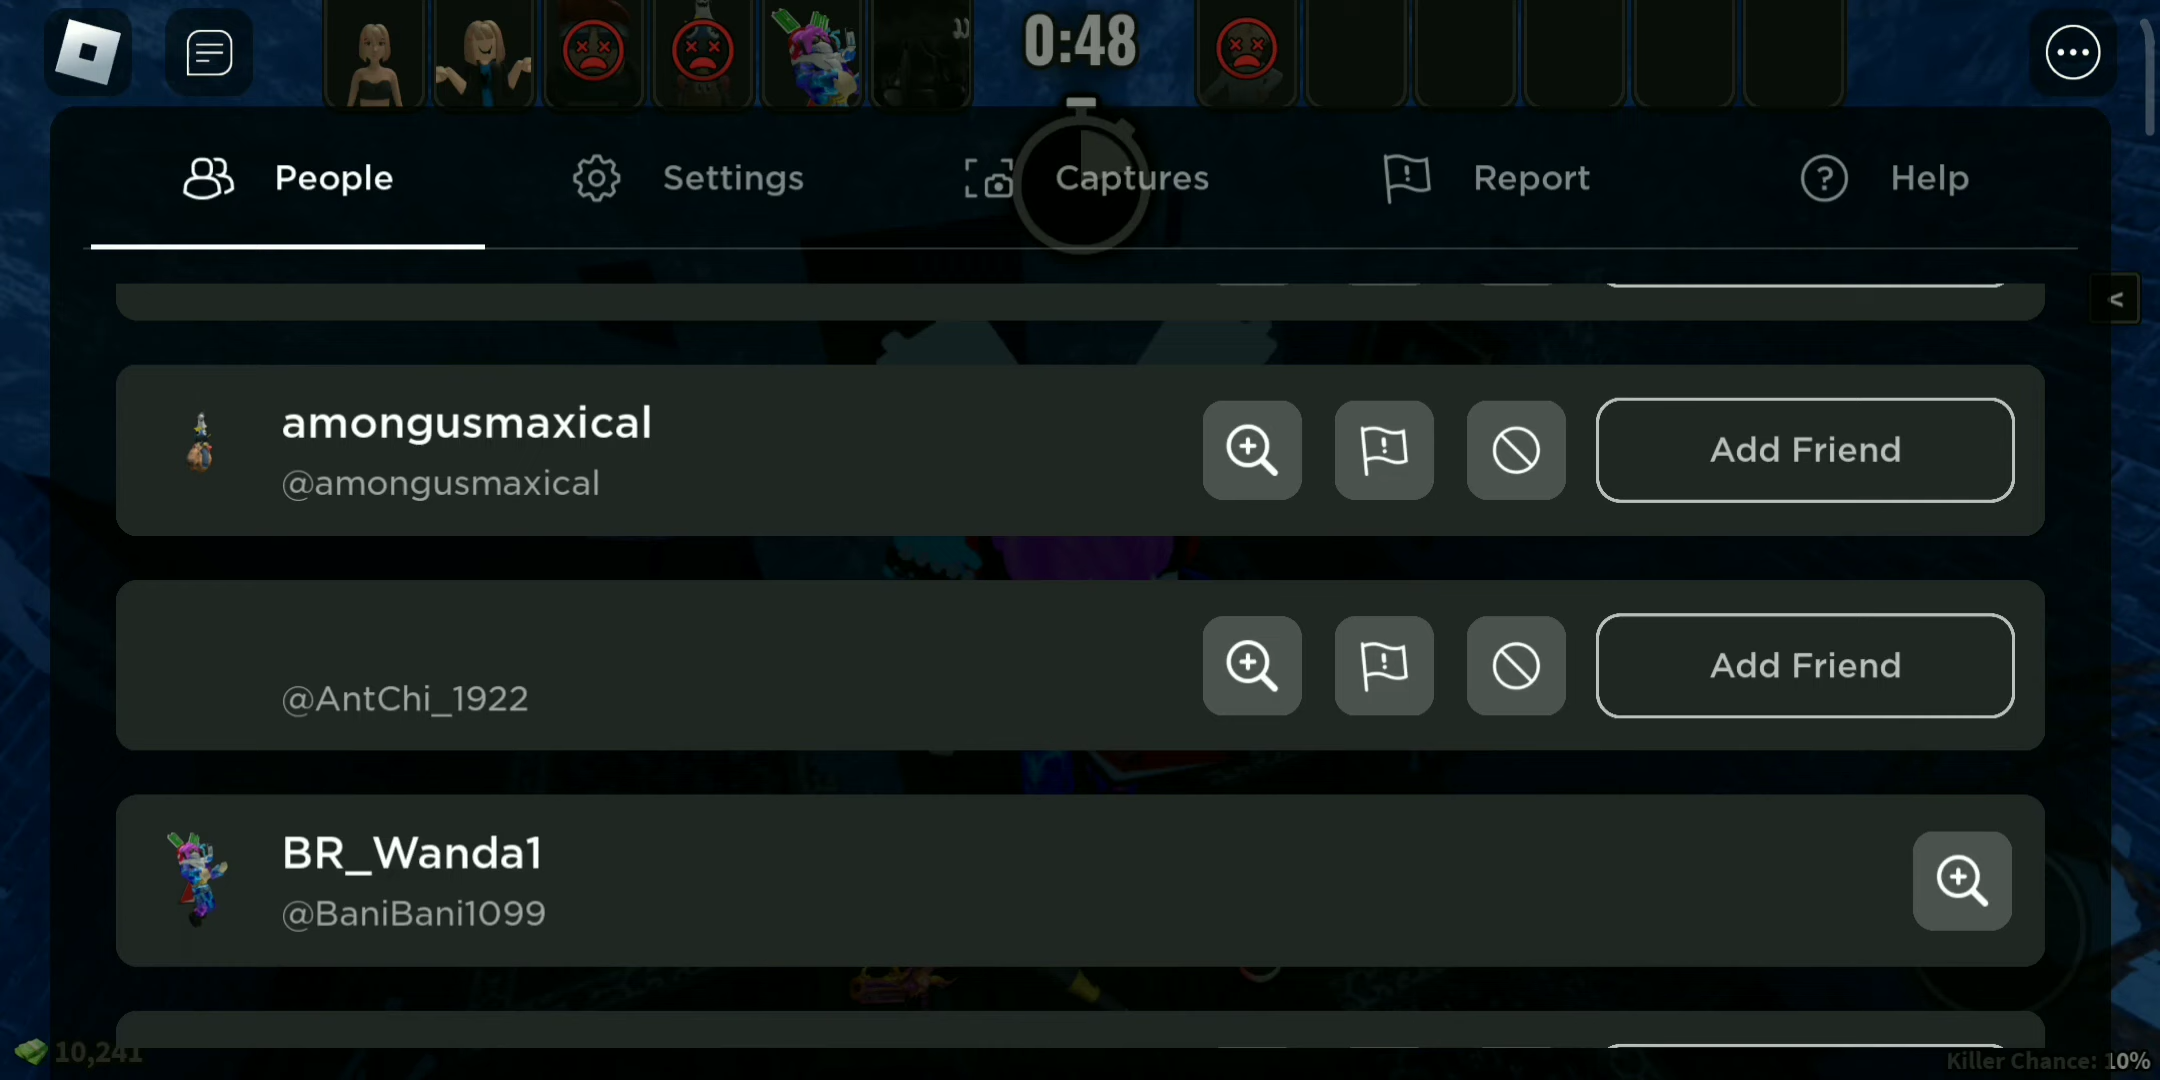 0:48
People
Settings
Captures
Report
Help
<
amongusmaxical
@amongusmaxical
Add Friend
@AntChi_1922
Add Friend
BR_Wanda1
@BaniBani1099
10,241
Killer Chance: 10%